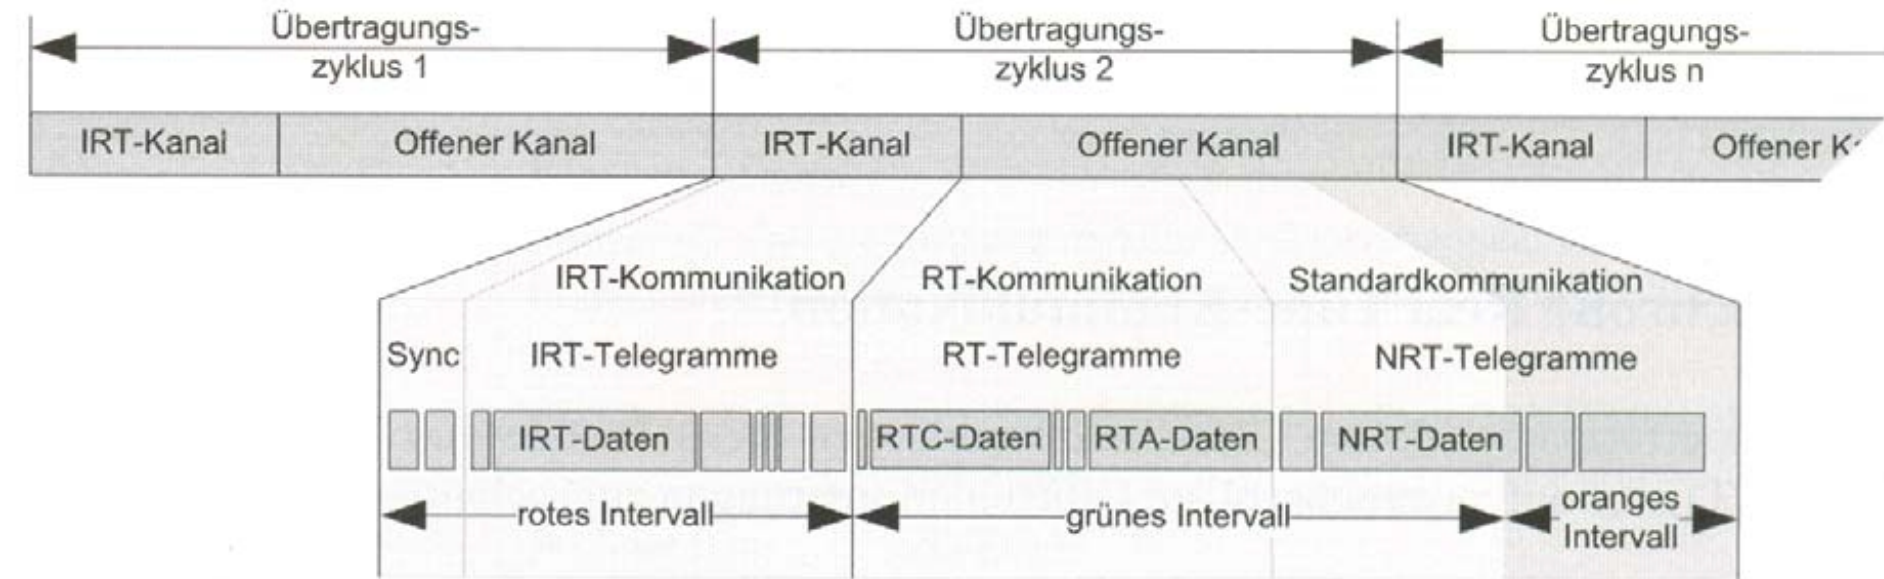 Übertragungs-
zyklus 1
Übertragungs-
zyklus 2
Übertragungs-
zyklus n
IRT-Kanal
Offener Kanal
IRT-Kanal
Offener Kanal
IRT-Kanal
Offener
IRT-Kommunikation
RT-Kommunikation
Standardkommunikation
Sync
IRT-Telegramme
RT-Telegramme
NRT-Telegramme
IRT-Daten
RTC-Daten
RTA-Daten
NRT-Daten
rotes Intervall
grünes Intervall
oranges
Intervall